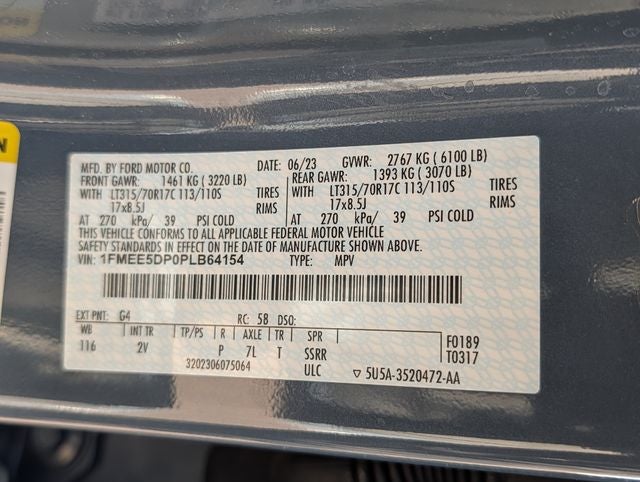 MFD. BY FORD MOTOR CO. DATE: 06/23 GVWR: 2767 KG ( 6100 LB)
FRONT GAWR: 1461 KG ( 3220 LB) REAR GAWR: 1393 KG ( 3070 LB)
WITH LT315/70R17C 113/110S TIRES WITH LT315/70R17C 113/110S TIRES
17x8.5J RIMS 17x8.5J RIMS
AT 270 kPa/ 39 PSI COLD AT 270 kPa/ 39 PSI COLD
THIS VEHICLE CONFORMS TO ALL APPLICABLE FEDERAL MOTOR VEHICLE
SAFETY STANDARDS IN EFFECT ON THE DATE OF MANUFACTURE SHOWN ABOVE.
VIN: 1FMEE5DP0PLB64154 TYPE: MPV
EXT PNT: G4 RC: 58 DSO:
WB INT TR TP/PS R AXLE TR SPR F0189
116 2V P 7L T SSRR T0317
3202306075064 ULC ▽ 5U5A-3520472-AA